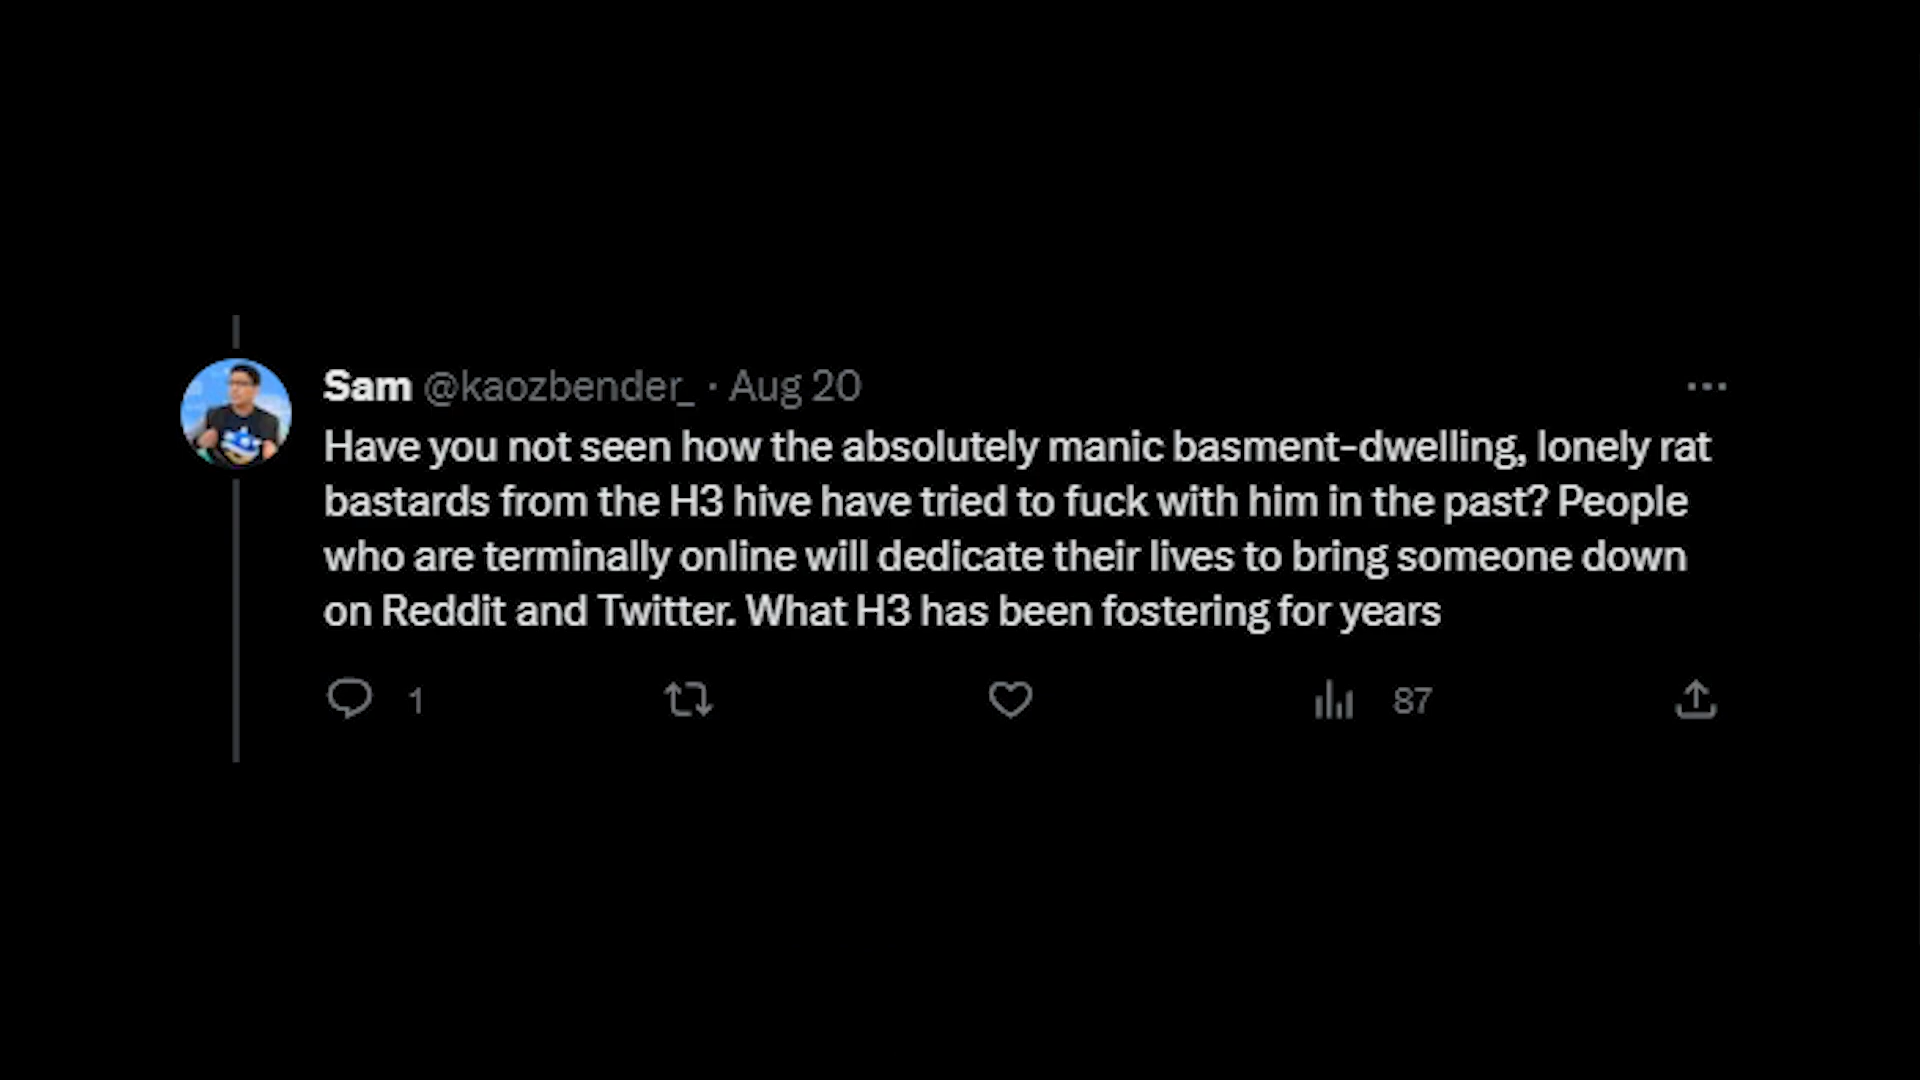 Sam @kaozbender_ · Aug 20
Have you not seen how the absolutely manic basment-dwelling, lonely rat
bastards from the H3 hive have tried to fuck with him in the past? People
who are terminally online will dedicate their lives to bring someone down
on Reddit and Twitter. What H3 has been fostering for years
1 87